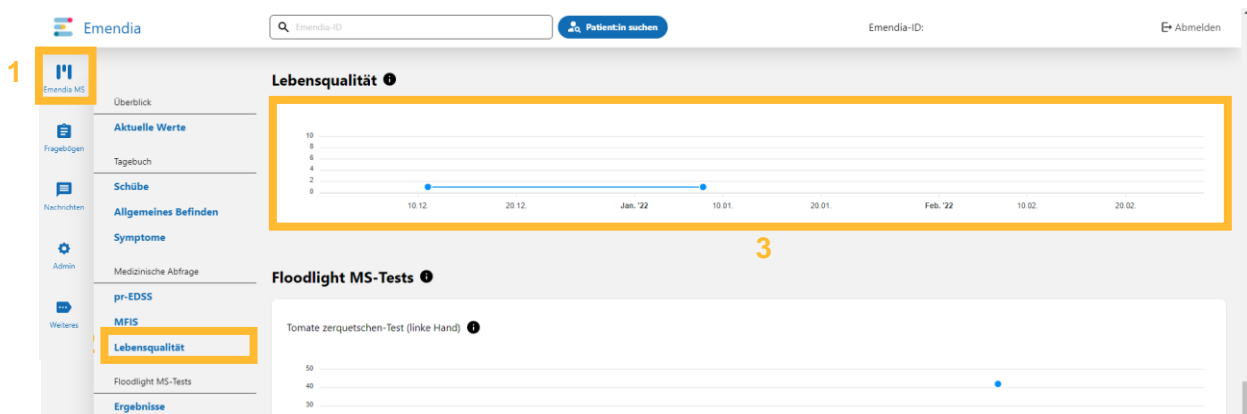 Emendia
Emendia-ID
Patient:in suchen
Emendia-ID:
Abmelden
1
Emendia MS
Fragebögen
Nachrichten
Admin
Weiteres
Überblick
Aktuelle Werte
Tagebuch
Schübe
Allgemeines Befinden
Symptome
Medizinische Abfrage
pr-EDSS
MFIS
Lebensqualität
Floodlight MS-Tests
Ergebnisse
Lebensqualität
10
8
6
4
2
0
10.12. 20.12. Jan. '22 10.01. 20.01. Feb. '22 10.02. 20.02.
3
Floodlight MS-Tests
Tomate zerquetschen-Test (linke Hand)
50
40
30